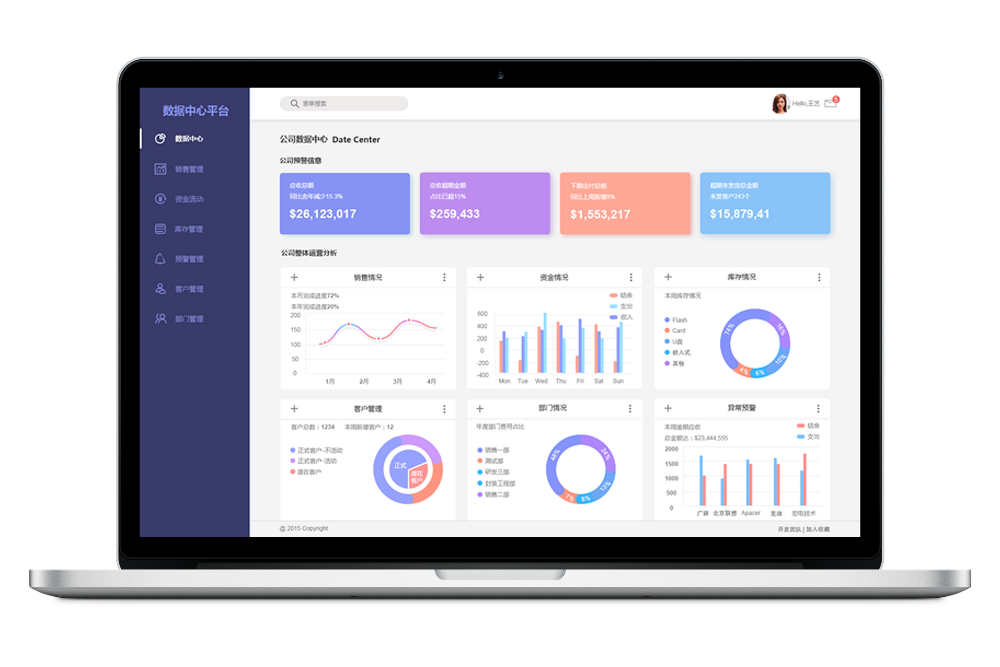 数据中心平台
数据中心
销售管理
资金流动
库存管理
预警管理
客户管理
部门管理
表单搜索
Hello,王艺
5
公司数据中心 Date Center
公司预警信息
应收总额
同比去年减少15.3%
$26,123,017
应收超期金额
占比已超15%
$259,433
下期应付总额
同比上周新增8%
$1,553,217
超期未发货总金额
未发客户243个
$15,879,41
公司整体运营分析
销售情况
本月完成进度72%
本年完成进度20%
200
150
100
50
0
1月 2月 3月 4月
资金情况
结余
支出
收入
600
400
200
0
-200
-400
Mon Tue Wed Thu Fri Sat Sun
库存情况
本周库存情况
Flash
Card
U盘
嵌入式
其他
74%
16%
10%
6%
4%
客户管理
客户总数：1234 本周新增客户：12
正式客户-不活动
正式客户-活动
潜在客户
正式
潜在
客户
部门情况
年度部门费用占比
销售一部
测试部
研发三部
封装工程部
销售二部
48%
24%
13%
8%
7%
异常预警
本周逾期应收
总金额达：$23,444,555
结余
支出
2000
1500
1000
500
0
广颖 北京联想 Apacer 芜湖 宏电技术
@ 2015 Copyright
开发团队 | 加入收藏